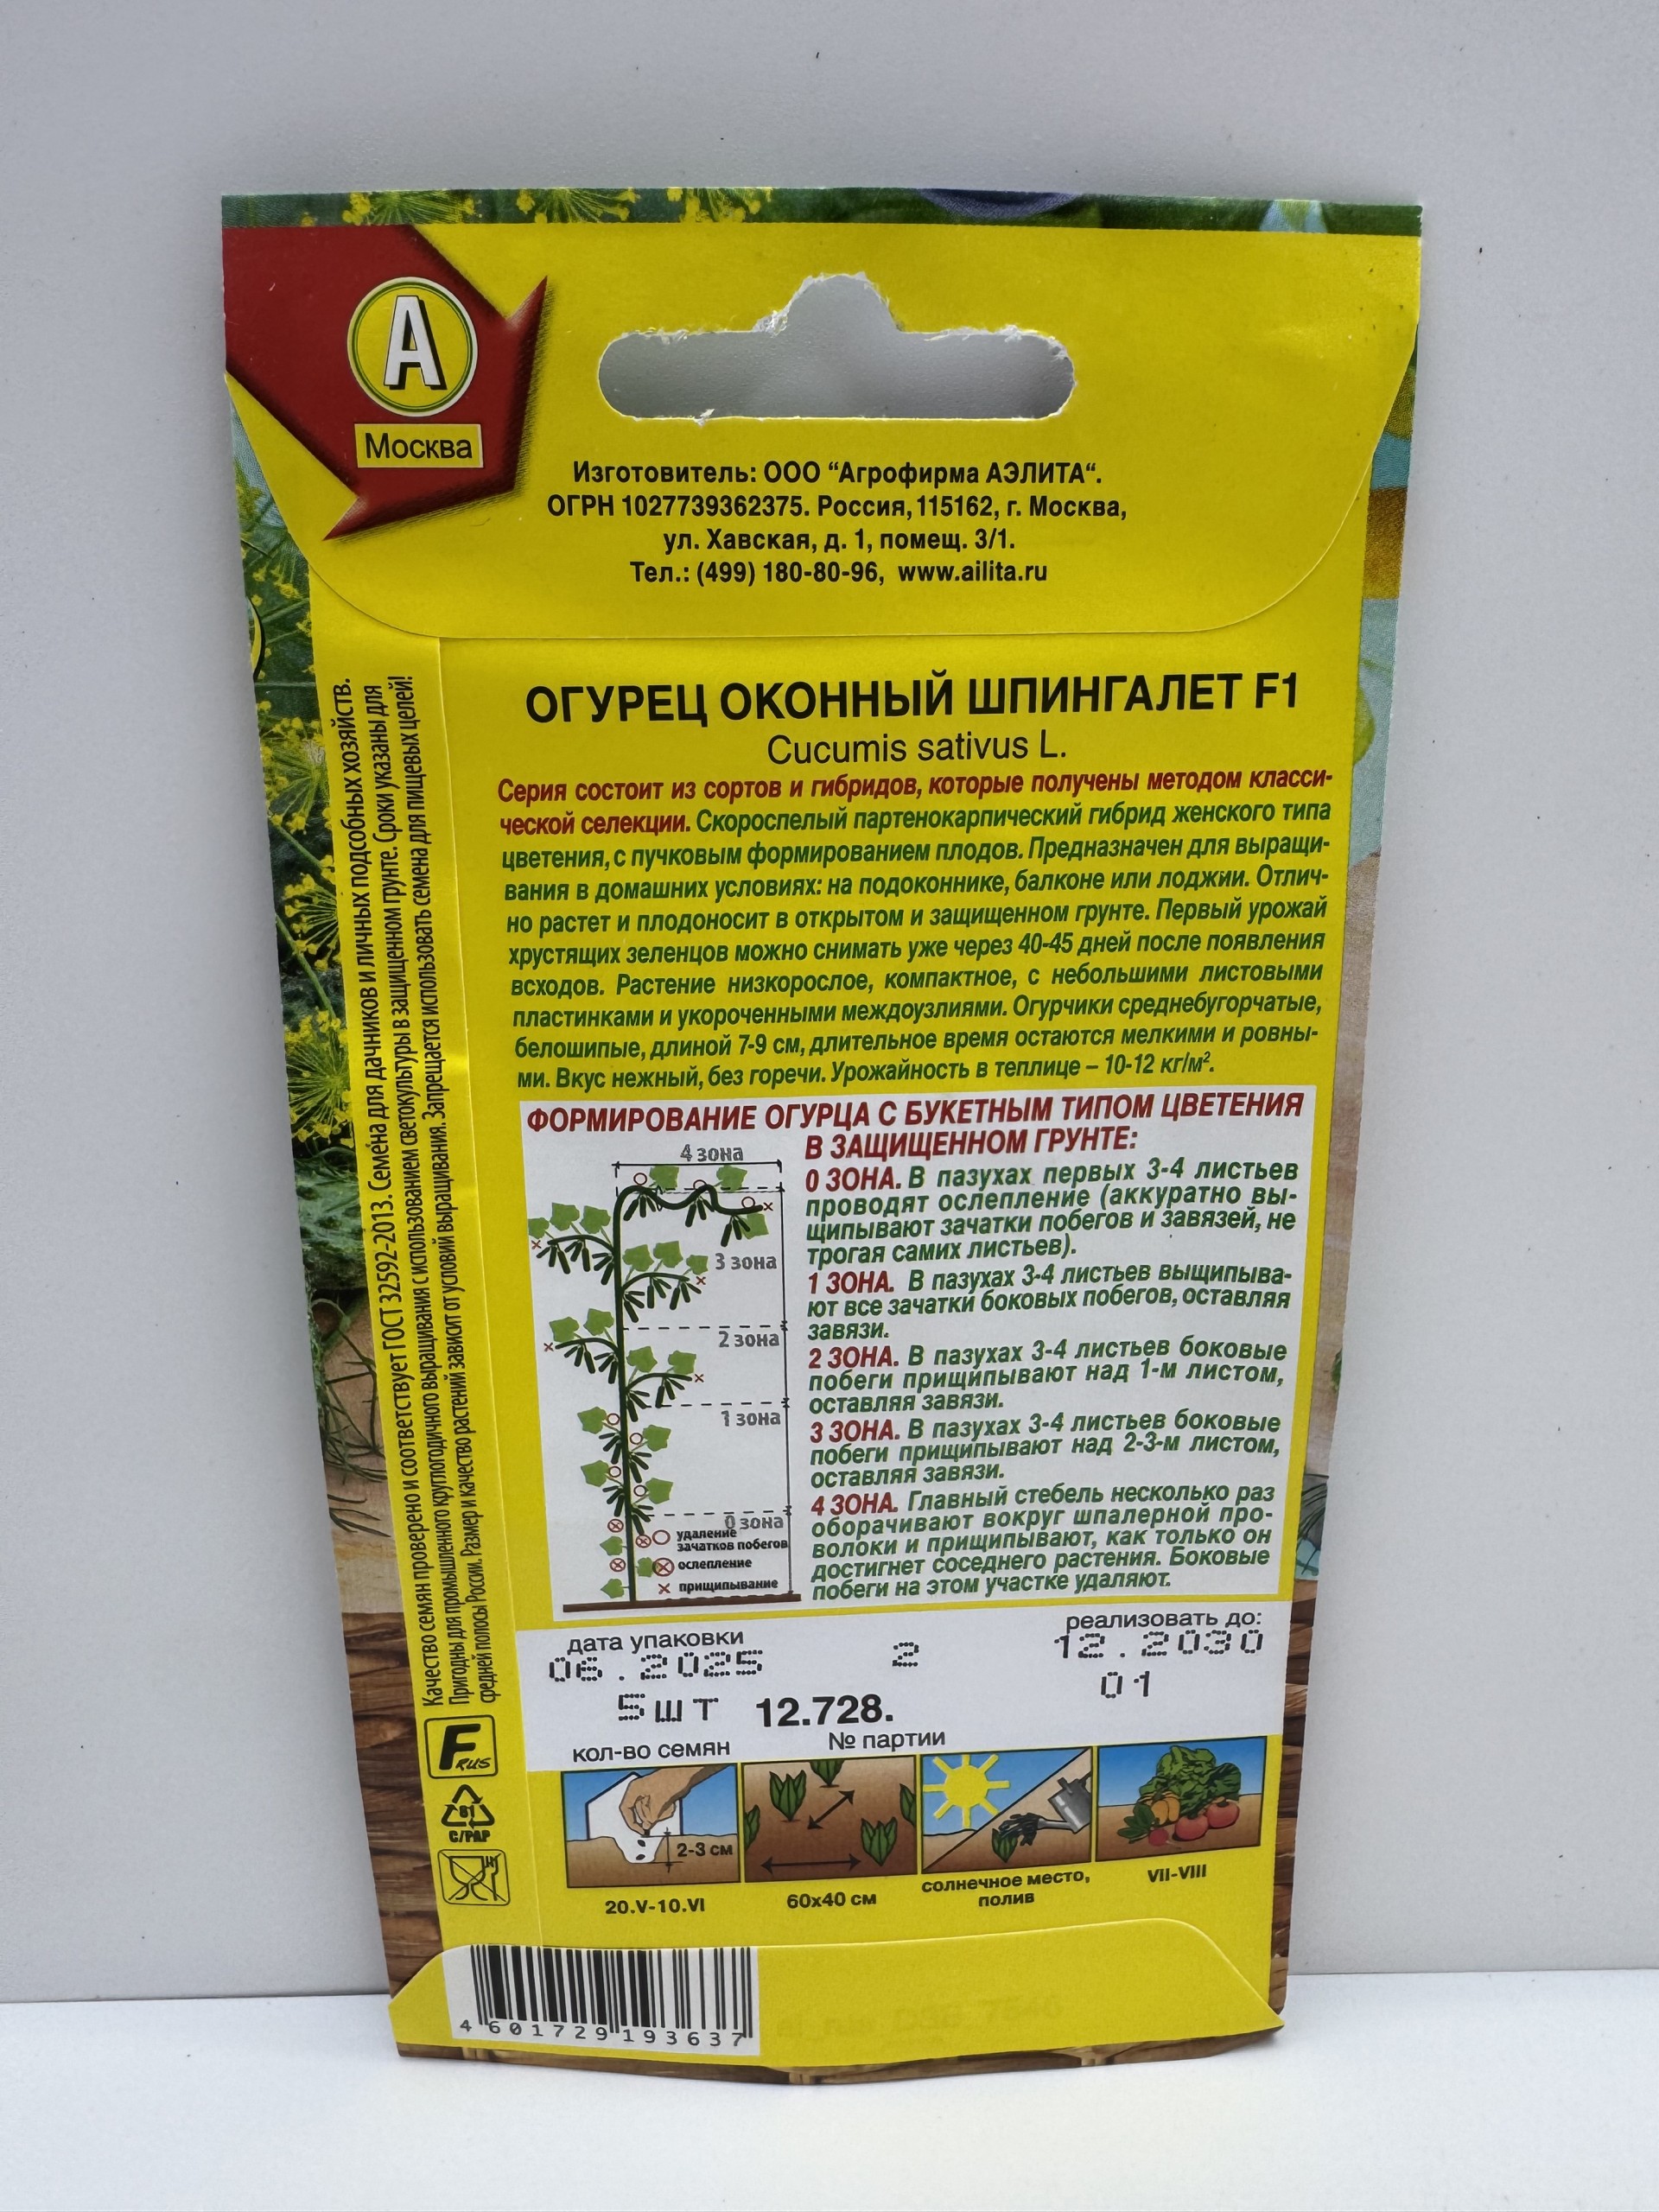 А
Москва
Изготовитель: ООО “Агрофирма АЭЛИТА“.
ОГРН 1027739362375. Россия, 115162, г. Москва,
ул. Хавская, д. 1, помещ. 3/1.
Тел.: (499) 180-80-96, www.ailita.ru
ОГУРЕЦ ОКОННЫЙ ШПИНГАЛЕТ F1
Cucumis sativus L.
Серия состоит из сортов и гибридов, которые получены методом класси-
ческой селекции. Скороспелый партенокарпический гибрид женского типа
цветения, с пучковым формированием плодов. Предназначен для выращи-
вания в домашних условиях: на подоконнике, балконе или лоджии. Отлич-
но растет и плодоносит в открытом и защищенном грунте. Первый урожай
хрустящих зеленцов можно снимать уже через 40-45 дней после появления
всходов. Растение низкорослое, компактное, с небольшими листовыми
пластинками и укороченными междоузлиями. Огурчики среднебугорчатые,
белошипые, длиной 7-9 см, длительное время остаются мелкими и ровны-
ми. Вкус нежный, без горечи. Урожайность в теплице – 10-12 кг/м².
ФОРМИРОВАНИЕ ОГУРЦА С БУКЕТНЫМ ТИПОМ ЦВЕТЕНИЯ
В ЗАЩИЩЕННОМ ГРУНТЕ:
0 ЗОНА. В пазухах первых 3-4 листьев
проводят ослепление (аккуратно вы-
щипывают зачатки побегов и завязей, не
трогая самих листьев).
1 ЗОНА. В пазухах 3-4 листьев выщипыва-
ют все зачатки боковых побегов, оставляя
завязи.
2 ЗОНА. В пазухах 3-4 листьев боковые
побеги прищипывают над 1-м листом,
оставляя завязи.
3 ЗОНА. В пазухах 3-4 листьев боковые
побеги прищипывают над 2-3-м листом,
оставляя завязи.
4 ЗОНА. Главный стебель несколько раз
оборачивают вокруг шпалерной про-
волоки и прищипывают, как только он
достигнет соседнего растения. Боковые
побеги на этом участке удаляют.
4 зона
3 зона
2 зона
1 зона
0 зона
удаление
зачатков побегов
ослепление
прищипывание
дата упаковки
06.2025
2
реализовать до:
12.2030
01
5шт
12.728.
кол-во семян
№ партии
2-3 см
20.V-10.VI
60х40 см
солнечное место,
полив
VII-VIII
Качество семян проверено и соответствует ГОСТ 32592-2013. Семена для дачников и личных подсобных хозяйств.
Пригодны для промышленного круглогодичного выращивания с использованием светокультуры в защищенном грунте. Сроки указаны для
средней полосы России. Размер и качество растений зависит от условий выращивания. Запрещается использовать семена для пищевых целей!
F RUS
81
C/PAP
4 601729 193637